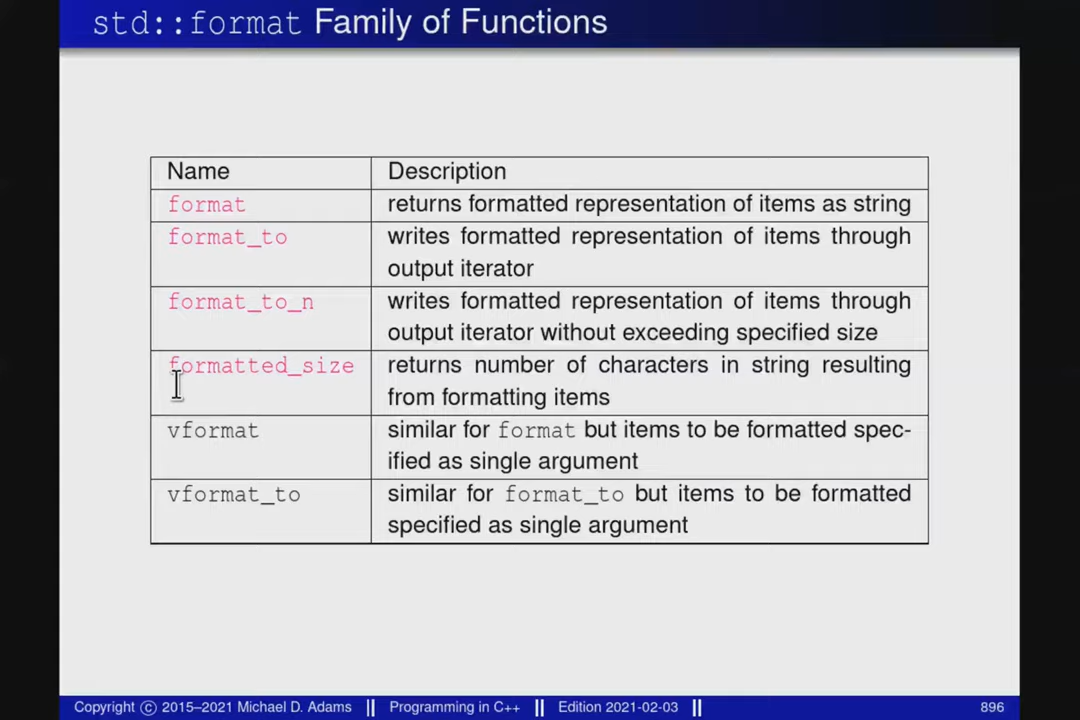 std::format Family of Functions
Name Description
format returns formatted representation of items as string
format_to writes formatted representation of items through
output iterator
format_to_n writes formatted representation of items through
output iterator without exceeding specified size
formatted_size returns number of characters in string resulting
from formatting items
vformat similar for format but items to be formatted spec-
ified as single argument
vformat_to similar for format_to but items to be formatted
specified as single argument
Copyright © 2015–2021 Michael D. Adams Programming in C++ Edition 2021-02-03 896